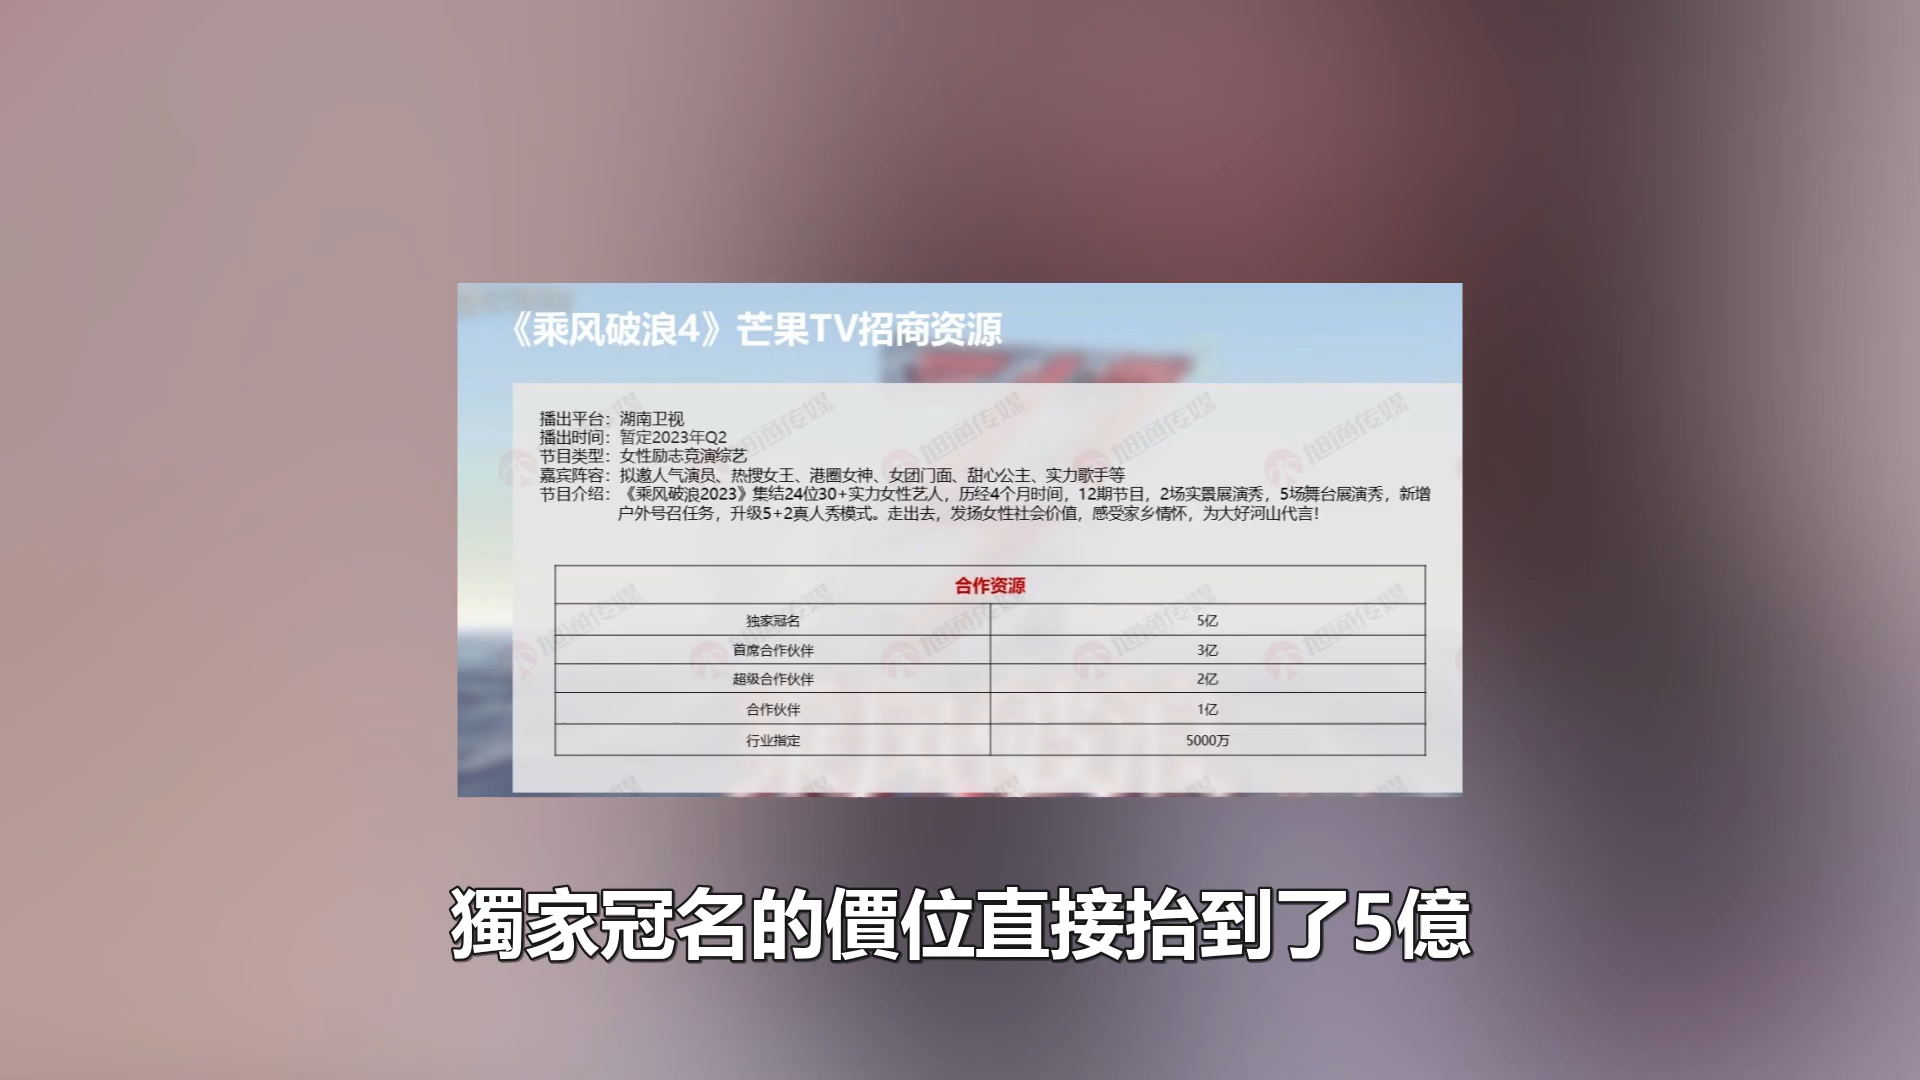 《乘风破浪4》芒果TV招商资源
播出平台：湖南卫视
播出时间：暂定2023年Q2
节目类型：女性励志竞演综艺
嘉宾阵容：拟邀人气演员、热搜女王、港圈女神、女团门面、甜心公主、实力歌手等
节目介绍：《乘风破浪2023》集结24位30+实力女性艺人，历经4个月时间，12期节目，2场实景展演秀，5场舞台展演秀，新增
户外号召任务，升级5+2真人秀模式。走出去，发扬女性社会价值，感受家乡情怀，为大好河山代言！
合作资源
独家冠名 5亿
首席合作伙伴 3亿
超级合作伙伴 2亿
合作伙伴 1亿
行业指定 5000万
旭通传媒
獨家冠名的價位直接抬到了5億